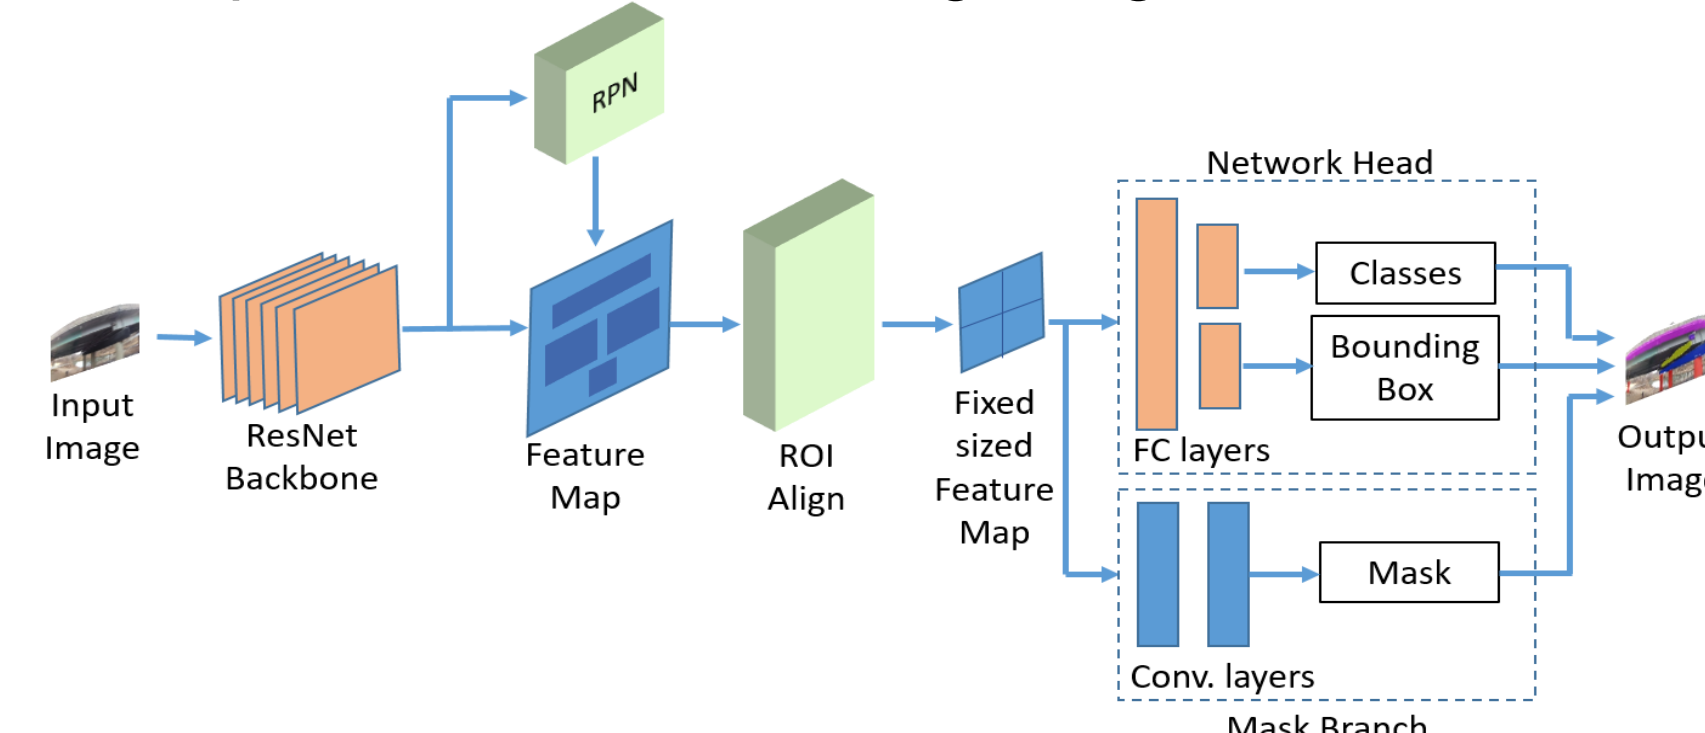 RPN
Network Head
Classes
Bounding
Box
FC layers
Input
Image
ResNet
Backbone
Feature
Map
ROI
Align
Fixed
sized
Feature
Map
Mask
Conv. layers
Mask Branch